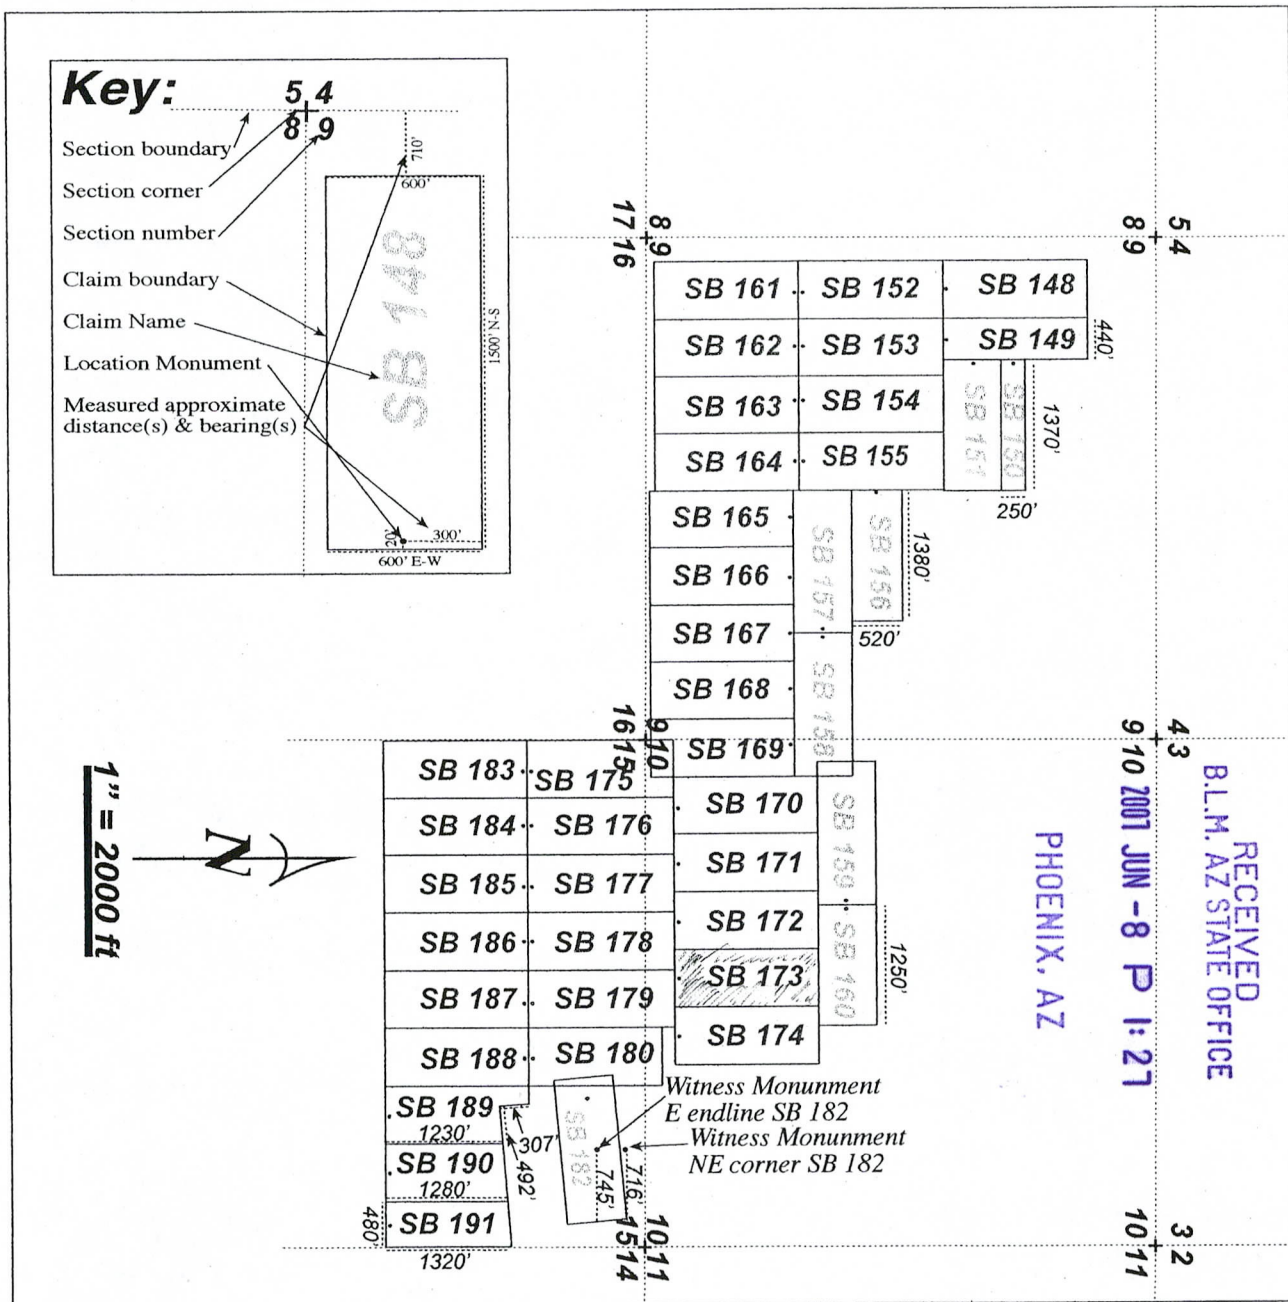 Key:
5 4
8 9
Section boundary
Section corner
Section number
Claim boundary
Claim Name
Location Monument
Measured approximate
distance(s) & bearing(s)
710'
600'
SB 148
1500' N-S
20'
300'
600' E-W
17 16
8 9
8 9
5 4
SB 161
SB 152
SB 148
SB 162
SB 153
SB 149
440'
SB 163
SB 154
SB 164
SB 155
SB 151
SB 150
1370'
250'
SB 165
SB 166
SB 167
SB 168
SB 169
SB 157
SB 156
1380'
520'
SB 158
16 15
9 10
9 10
4 3
SB 183
SB 175
SB 184
SB 176
SB 170
SB 185
SB 177
SB 171
SB 186
SB 178
SB 172
SB 187
SB 179
SB 173
SB 188
SB 180
SB 174
SB 159
SB 160
1250'
SB 189
1230'
SB 190
1280'
SB 191
480'
1320'
307'
492'
SB 182
745'
716'
Witness Monunment
E endline SB 182
Witness Monunment
NE corner SB 182
15 14
10 11
10 11
3 2
1" = 2000 ft
N
RECEIVED
B.L.M. AZ STATE OFFICE
2001 JUN -8 P 1: 27
PHOENIX, AZ